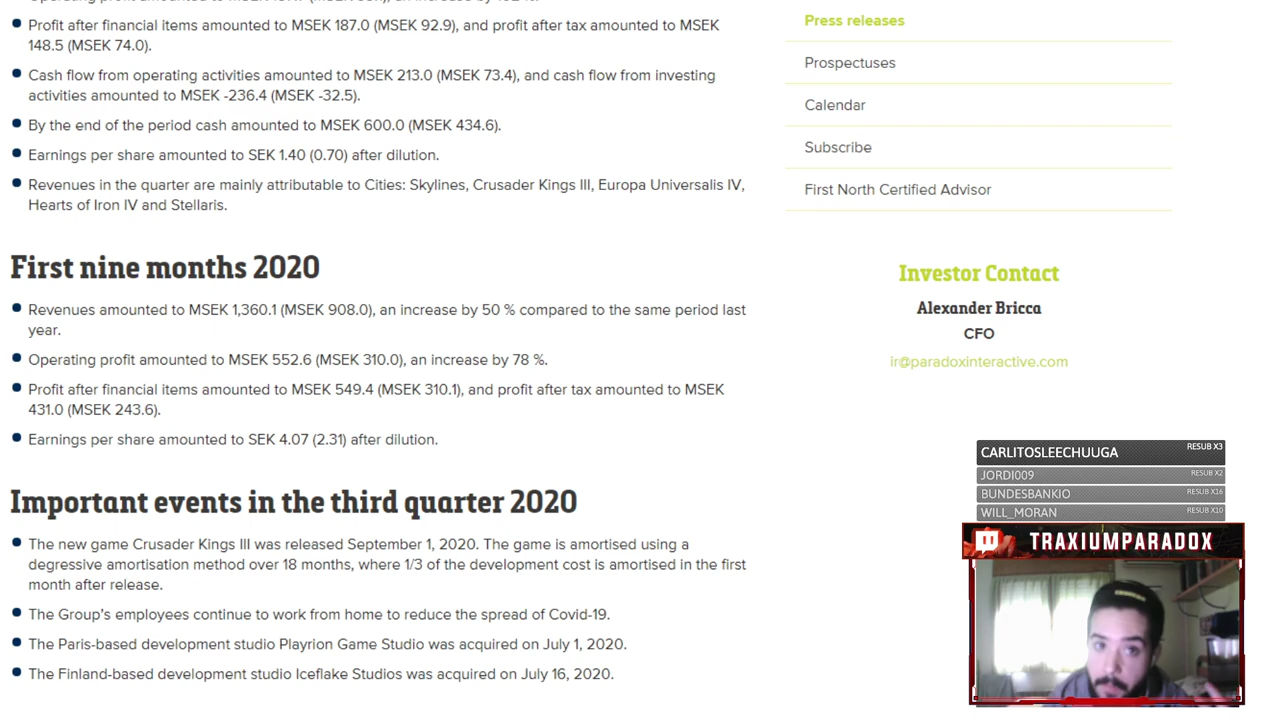 Profit after financial items amounted to MSEK 187.0 (MSEK 92.9), and profit after tax amounted to MSEK
148.5 (MSEK 74.0).
Cash flow from operating activities amounted to MSEK 213.0 (MSEK 73.4), and cash flow from investing
activities amounted to MSEK -236.4 (MSEK -32.5).
By the end of the period cash amounted to MSEK 600.0 (MSEK 434.6).
Earnings per share amounted to SEK 1.40 (0.70) after dilution.
Revenues in the quarter are mainly attributable to Cities: Skylines, Crusader Kings III, Europa Universalis IV,
Hearts of Iron IV and Stellaris.
First nine months 2020
Revenues amounted to MSEK 1,360.1 (MSEK 908.0), an increase by 50 % compared to the same period last
year.
Operating profit amounted to MSEK 552.6 (MSEK 310.0), an increase by 78 %.
Profit after financial items amounted to MSEK 549.4 (MSEK 310.1), and profit after tax amounted to MSEK
431.0 (MSEK 243.6).
Earnings per share amounted to SEK 4.07 (2.31) after dilution.
Important events in the third quarter 2020
The new game Crusader Kings III was released September 1, 2020. The game is amortised using a
degressive amortisation method over 18 months, where 1/3 of the development cost is amortised in the first
month after release.
The Group's employees continue to work from home to reduce the spread of Covid-19.
The Paris-based development studio Playrion Game Studio was acquired on July 1, 2020.
The Finland-based development studio Iceflake Studios was acquired on July 16, 2020.
Press releases
Prospectuses
Calendar
Subscribe
First North Certified Advisor
Investor Contact
Alexander Bricca
CFO
ir@paradoxinteractive.com
CARLITOSLEECHUUGA RESUB X3
JORDI009 RESUB X2
BUNDESBANKIO RESUB X16
WILL_MORAN RESUB X10
TRAXIUMPARADOX